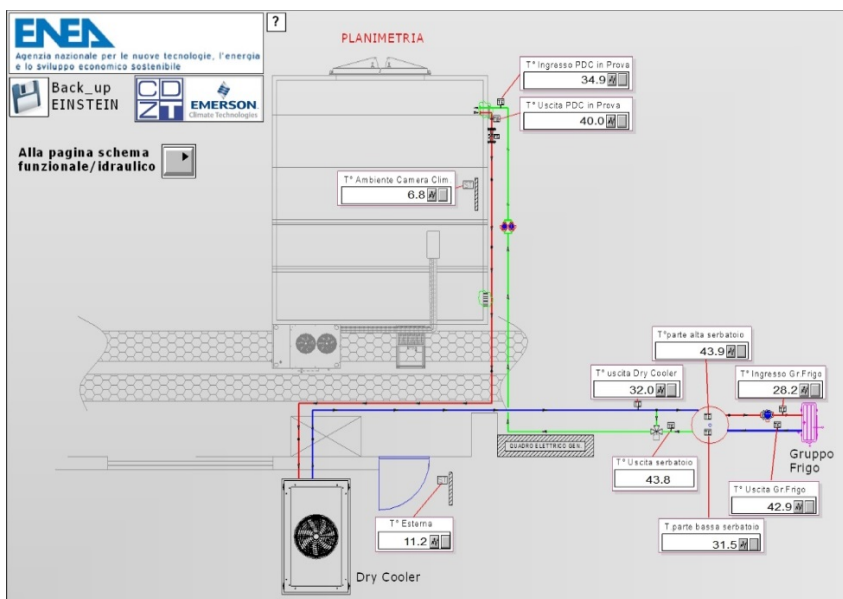 ENEA
Agenzia nazionale per le nuove tecnologie, l'energia
e lo sviluppo economico sostenibile
?
Back_up
EINSTEIN
CDZT
EMERSON
Climate Technologies
Alla pagina schema
funzionale/idraulico
PLANIMETRIA
T° Ingresso PDC in Prova
34.9
T° Uscita PDC in Prova
40.0
T° Ambiente Camera Clim
6.8
T°parte alta serbatoio
43.9
T° uscita Dry Cooler
32.0
T° Ingresso Gr.Frigo
28.2
QUADRO ELETTRICO GEN.
T° Uscita serbatoio
43.8
Gruppo
Frigo
T° Uscita Gr.Frigo
42.9
T° Esterna
11.2
T.parte bassa serbatoio
31.5
Dry Cooler